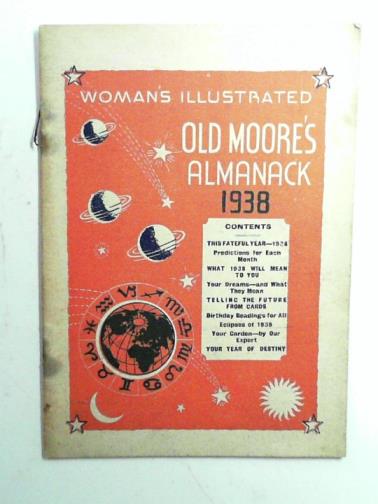 WOMAN'S ILLUSTRATED
OLD MOORE'S
ALMANACK
1938
CONTENTS
THIS FATEFUL YEAR—1938
Predictions for Each
Month
WHAT 1938 WILL MEAN
TO YOU
Your Dreams—and What
They Mean
TELLING THE FUTURE
FROM CARDS
Birthday Readings for All
Eclipses of 1938
Your Garden—by Our
Expert
YOUR YEAR OF DESTINY